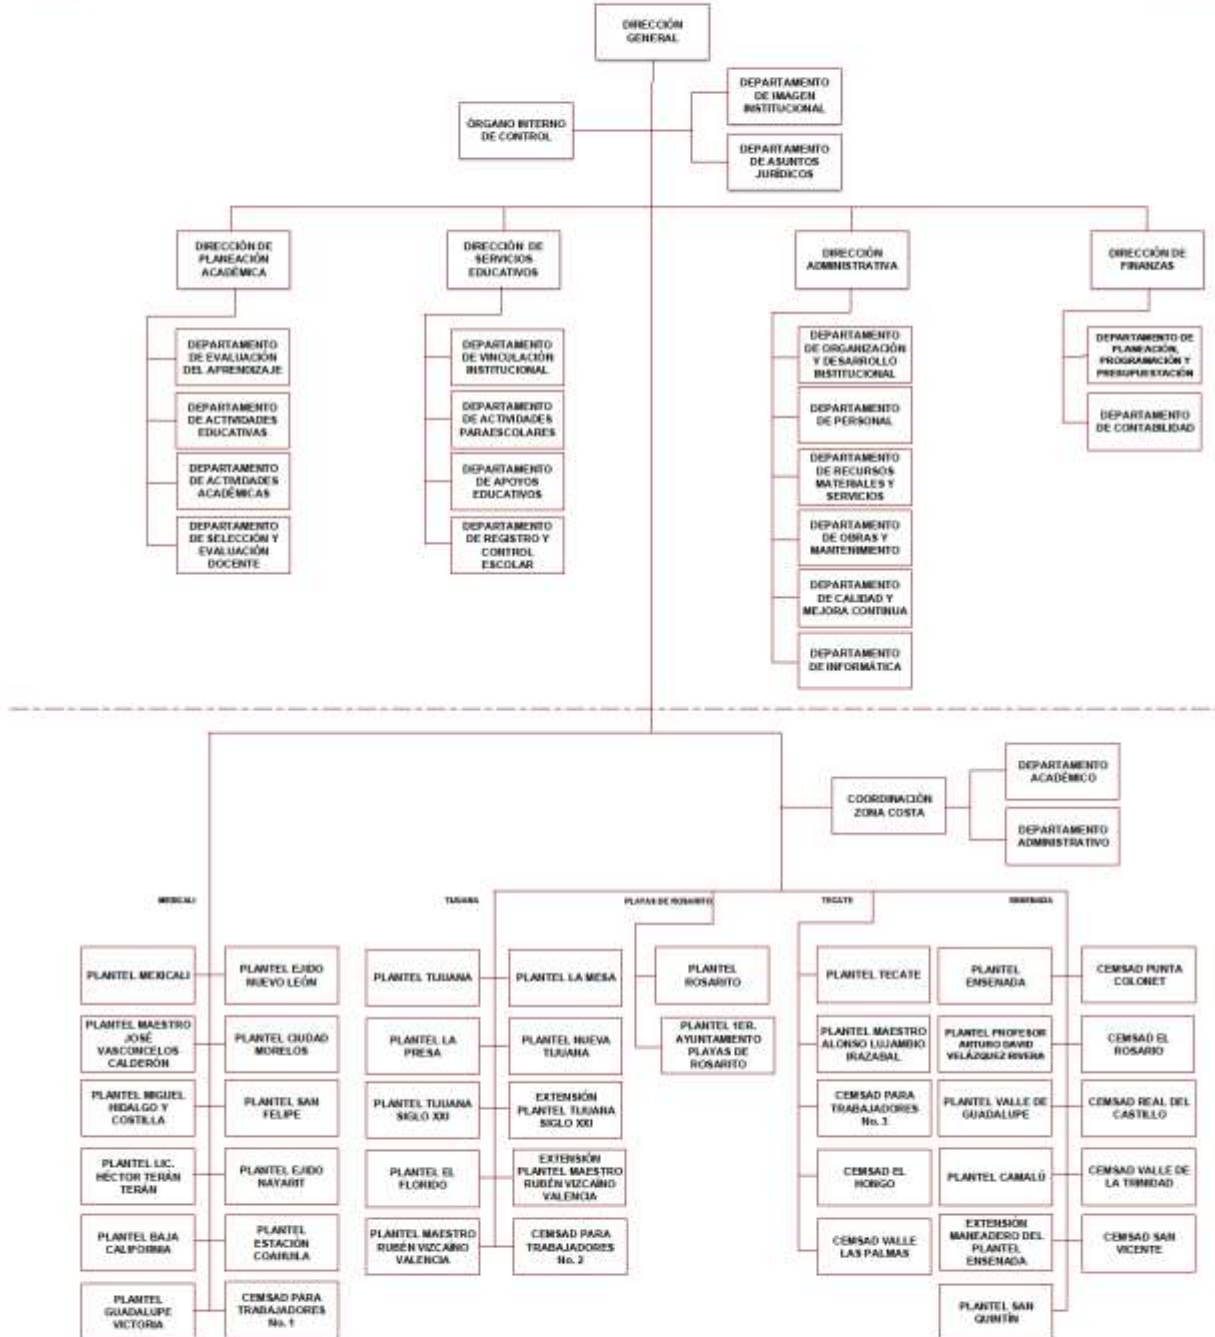 DIRECCIÓN
GENERAL
DEPARTAMENTO
DE IMAGEN
INSTITUCIONAL
ÓRGANO INTERNO
DE CONTROL
DEPARTAMENTO
DE ASUNTOS
JURÍDICOS
DIRECCIÓN DE
PLANEACIÓN
ACADÉMICA
DIRECCIÓN DE
SERVICIOS
EDUCATIVOS
DIRECCIÓN
ADMINISTRATIVA
DIRECCIÓN DE
FINANZAS
DEPARTAMENTO
DE EVALUACIÓN
DEL APRENDIZAJE
DEPARTAMENTO
DE ACTIVIDADES
EDUCATIVAS
DEPARTAMENTO
DE ACTIVIDADES
ACADÉMICAS
DEPARTAMENTO
DE SELECCIÓN Y
EVALUACIÓN
DOCENTE
DEPARTAMENTO
DE VINCULACIÓN
INSTITUCIONAL
DEPARTAMENTO
DE ACTIVIDADES
PARAESCOLARES
DEPARTAMENTO
DE APOYOS
EDUCATIVOS
DEPARTAMENTO
DE REGISTRO Y
CONTROL
ESCOLAR
DEPARTAMENTO
DE ORGANIZACIÓN
Y DESARROLLO
INSTITUCIONAL
DEPARTAMENTO
DE PERSONAL
DEPARTAMENTO
DE RECURSOS
MATERIALES Y
SERVICIOS
DEPARTAMENTO
DE OBRAS Y
MANTENIMIENTO
DEPARTAMENTO
DE CALIDAD Y
MEJORA CONTINUA
DEPARTAMENTO
DE INFORMÁTICA
DEPARTAMENTO DE
PLANEACIÓN,
PROGRAMACIÓN Y
PRESUPUESTACIÓN
DEPARTAMENTO
DE CONTABILIDAD
COORDINACIÓN
ZONA COSTA
DEPARTAMENTO
ACADÉMICO
DEPARTAMENTO
ADMINISTRATIVO
MEXICALI
PLANTEL MEXICALI
PLANTEL EJIDO
NUEVO LEÓN
PLANTEL MAESTRO
JOSÉ
VASCONCELOS
CALDERÓN
PLANTEL CIUDAD
MORELOS
PLANTEL MIGUEL
HIDALGO Y
COSTILLA
PLANTEL SAN
FELIPE
PLANTEL LIC.
HÉCTOR TERÁN
TERÁN
PLANTEL EJIDO
NAYARIT
PLANTEL BAJA
CALIFORNIA
PLANTEL
ESTACIÓN
COAHUILA
PLANTEL
GUADALUPE
VICTORIA
CEMSAD PARA
TRABAJADORES
No. 1
TIJUANA
PLANTEL TIJUANA
PLANTEL LA MESA
PLANTEL LA
PRESA
PLANTEL NUEVA
TIJUANA
PLANTEL TIJUANA
SIGLO XXI
EXTENSIÓN
PLANTEL TIJUANA
SIGLO XXI
PLANTEL EL
FLORIDO
EXTENSIÓN
PLANTEL MAESTRO
RUBÉN VIZCAÍNO
VALENCIA
PLANTEL MAESTRO
RUBÉN VIZCAÍNO
VALENCIA
CEMSAD PARA
TRABAJADORES
No. 2
PLAYAS DE ROSARITO
PLANTEL
ROSARITO
PLANTEL 1ER.
AYUNTAMIENTO
PLAYAS DE
ROSARITO
TECATE
PLANTEL TECATE
PLANTEL MAESTRO
ALONSO LUJAMBIO
IRAZABAL
CEMSAD PARA
TRABAJADORES
No. 3
CEMSAD EL
HONGO
CEMSAD VALLE
LAS PALMAS
ENSENADA
PLANTEL
ENSENADA
CEMSAD PUNTA
COLONET
PLANTEL PROFESOR
ARTURO DAVID
VELÁZQUEZ RIVERA
CEMSAD EL
ROSARIO
PLANTEL VALLE DE
GUADALUPE
CEMSAD REAL DEL
CASTILLO
PLANTEL CAMALÚ
CEMSAD VALLE DE
LA TRINIDAD
EXTENSIÓN
MANEADERO DEL
PLANTEL
ENSENADA
CEMSAD SAN
VICENTE
PLANTEL SAN
QUINTÍN